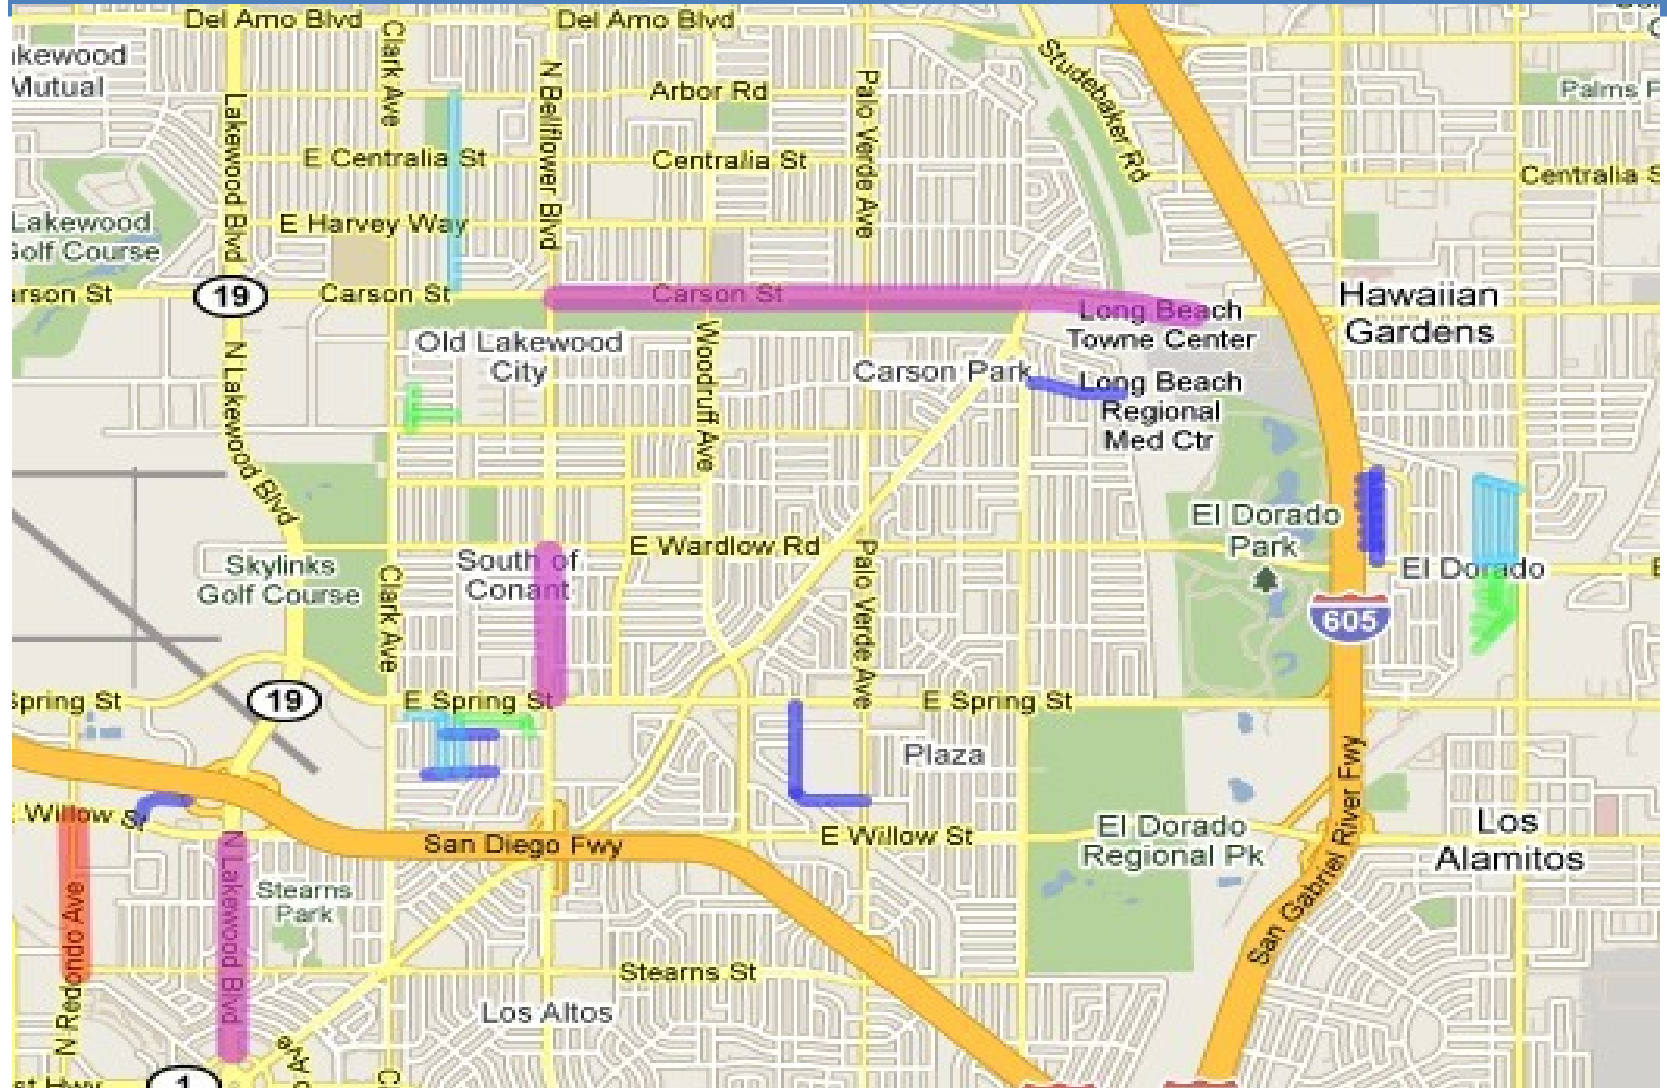 Del Amo Blvd
Del Amo Blvd
kewood
Mutual
Clark Ave
Studebaker Rd
N Bellflower Blvd
Palo Verde Ave
Arbor Rd
Palms
Lakewood Blvd
E Centralia St
Centralia St
Centralia S
Lakewood
Golf Course
E Harvey Way
arson St
19
Carson St
Carson St
Long Beach
Towne Center
Hawaiian
Gardens
N Lakewood Blvd
Old Lakewood
City
Woodruff Ave
Carson Park
Long Beach
Regional
Med Ctr
El Dorado
Park
South of
Conant
E Wardlow Rd
Palo Verde Ave
El Dorado
Skylinks
Golf Course
Clark Ave
605
Spring St
19
E Spring St
E Spring St
Plaza
San Gabriel River Fwy
E Willow St
San Diego Fwy
E Willow St
El Dorado
Regional Pk
Los
Alamitos
N Redondo Ave
N Lakewood Blvd
Stearns
Park
Stearns St
Los Altos
Ave
1
st Hwy